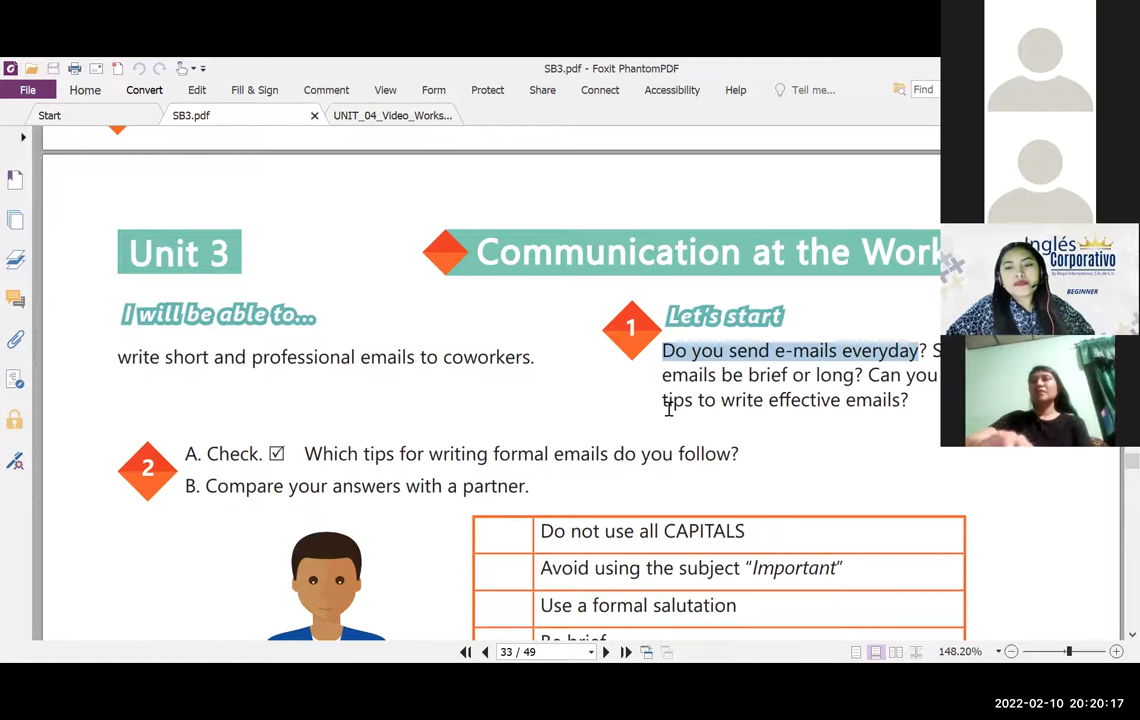 SB3.pdf - Foxit PhantomPDF
File Home Convert Edit Fill & Sign Comment View Form Protect Share Connect Accessibility Help Tell me... Find
Start SB3.pdf UNIT_04_Video_Works...
Unit 3
Communication at the Work
I will be able to...
write short and professional emails to coworkers.
1
Let's start
Do you send e-mails everyday? S
emails be brief or long? Can you
tips to write effective emails?
2
A. Check. ☑ Which tips for writing formal emails do you follow?
B. Compare your answers with a partner.
Do not use all CAPITALS
Avoid using the subject "Important"
Use a formal salutation
Be brief
33 / 49
148.20%
Inglés
Corporativo
BEGINNER
2022-02-10 20:20:17